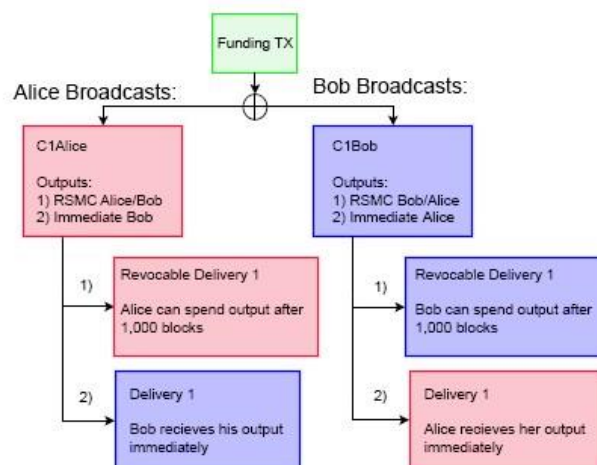 Funding TX
Alice Broadcasts:
Bob Broadcasts:
C1Alice
Outputs:
1) RSMC Alice/Bob
2) Immediate Bob
C1Bob
Outputs:
1) RSMC Bob/Alice
2) Immediate Alice
1)
Revocable Delivery 1
Alice can spend output after
1,000 blocks
1)
Revocable Delivery 1
Bob can spend output after
1,000 blocks
2)
Delivery 1
Bob recieves his output
immediately
2)
Delivery 1
Alice recieves her output
immediately